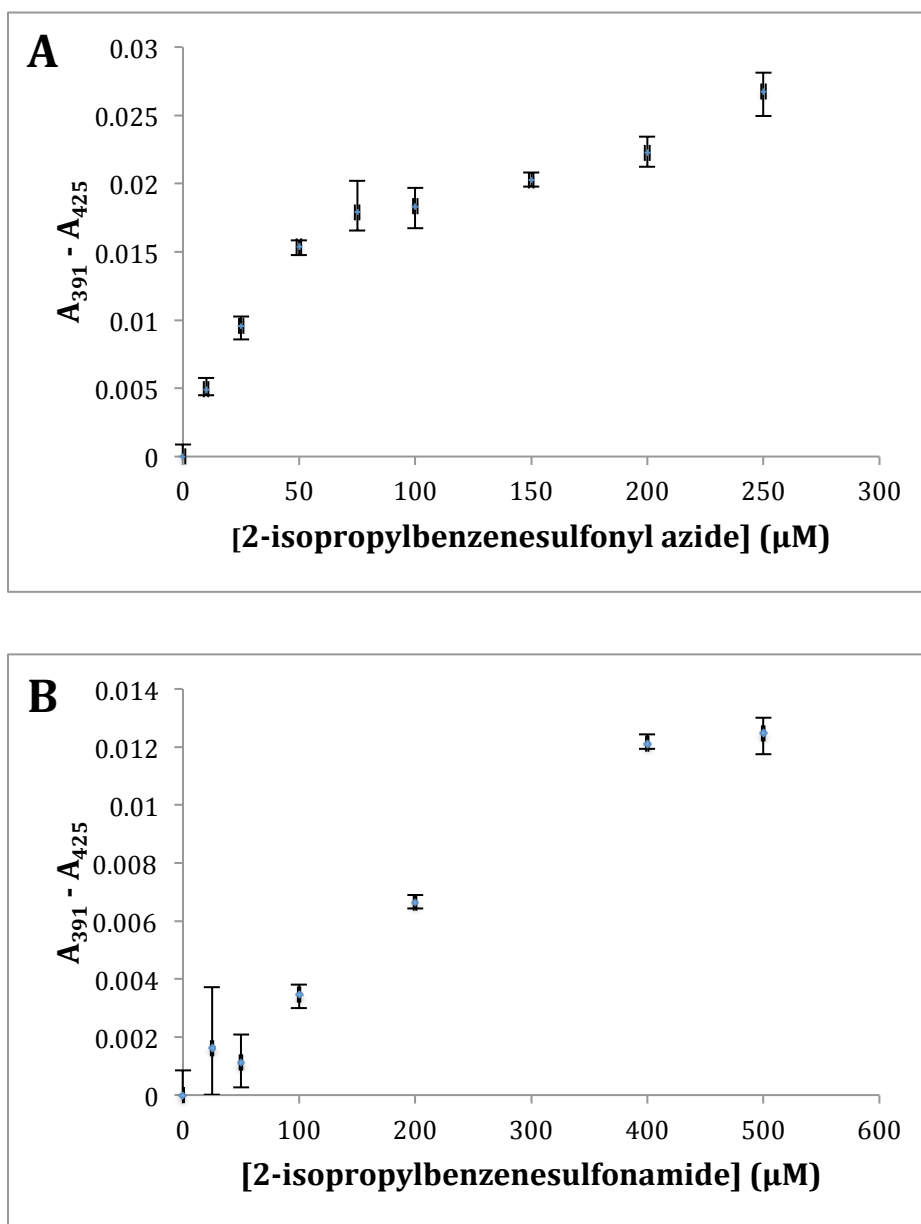 A
0.03
0.025
0.02
0.015
0.01
0.005
0
A391 - A425
0 50 100 150 200 250 300
[2-isopropylbenzenesulfonyl azide] (µM)
B
0.014
0.012
0.01
0.008
0.006
0.004
0.002
0
A391 - A425
0 100 200 300 400 500 600
[2-isopropylbenzenesulfonamide] (µM)